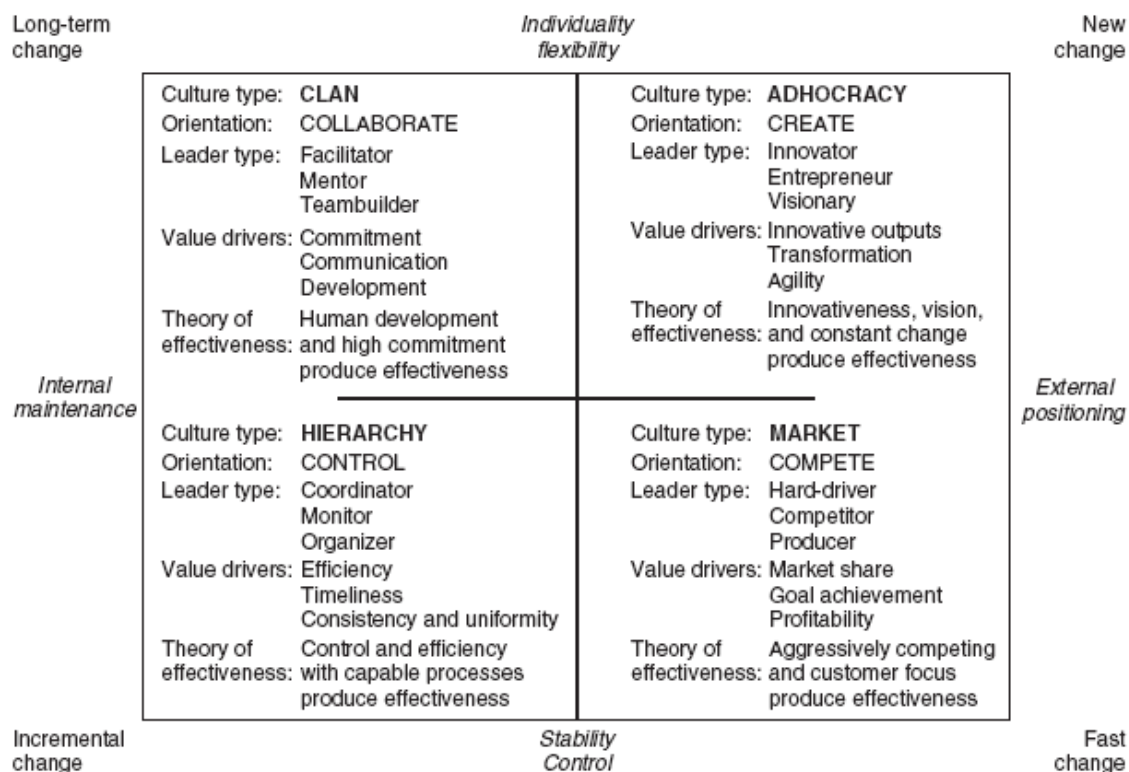 Long-term
change
Individuality
flexibility
New
change
Culture type: CLAN
Orientation: COLLABORATE
Leader type: Facilitator
Mentor
Teambuilder
Value drivers: Commitment
Communication
Development
Theory of Human development
effectiveness: and high commitment
produce effectiveness
Culture type: ADHOCRACY
Orientation: CREATE
Leader type: Innovator
Entrepreneur
Visionary
Value drivers: Innovative outputs
Transformation
Agility
Theory of Innovativeness, vision,
effectiveness: and constant change
produce effectiveness
Internal
maintenance
External
positioning
Culture type: HIERARCHY
Orientation: CONTROL
Leader type: Coordinator
Monitor
Organizer
Value drivers: Efficiency
Timeliness
Consistency and uniformity
Theory of Control and efficiency
effectiveness: with capable processes
produce effectiveness
Culture type: MARKET
Orientation: COMPETE
Leader type: Hard-driver
Competitor
Producer
Value drivers: Market share
Goal achievement
Profitability
Theory of Aggressively competing
effectiveness: and customer focus
produce effectiveness
Incremental
change
Stability
Control
Fast
change